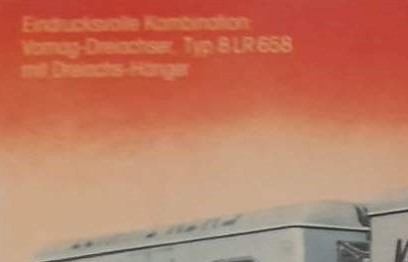 Eindrucksvolle Kombination:
Vomag-Dreiachser, Typ 8 LR 658
mit Dreiachs-Hänger